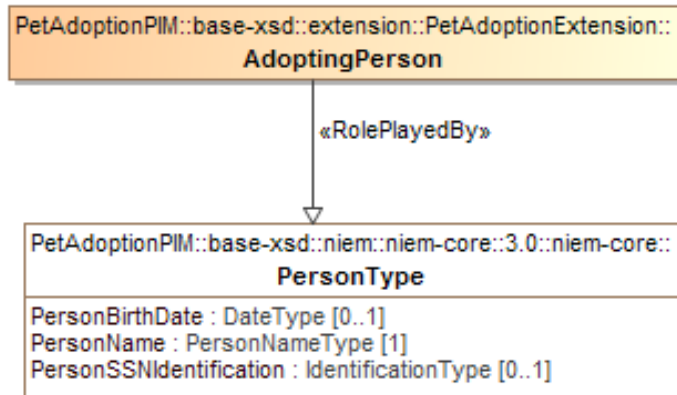 PetAdoptionPIM::base-xsd::extension::PetAdoptionExtension::
AdoptingPerson
«RolePlayedBy»
PetAdoptionPIM::base-xsd::niem::niem-core::3.0::niem-core::
PersonType
PersonBirthDate : DateType [0..1]
PersonName : PersonNameType [1]
PersonSSNIdentification : IdentificationType [0..1]